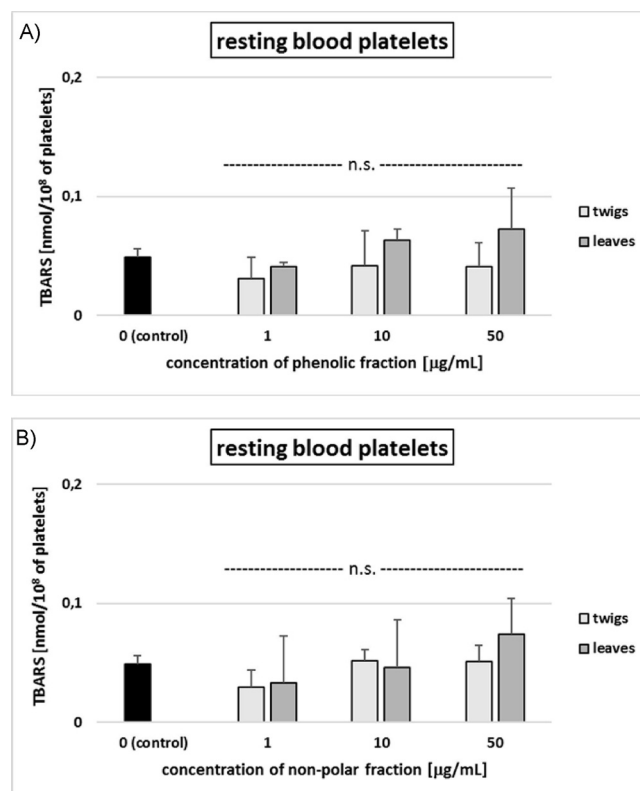 A)
resting blood platelets
TBARS [nmol/10⁸ of platelets]
0,2
0,1
0
n.s.
twigs
leaves
0 (control) 1 10 50
concentration of phenolic fraction [µg/mL]
B)
resting blood platelets
TBARS [nmol/10⁸ of platelets]
0,2
0,1
0
n.s.
twigs
leaves
0 (control) 1 10 50
concentration of non-polar fraction [µg/mL]